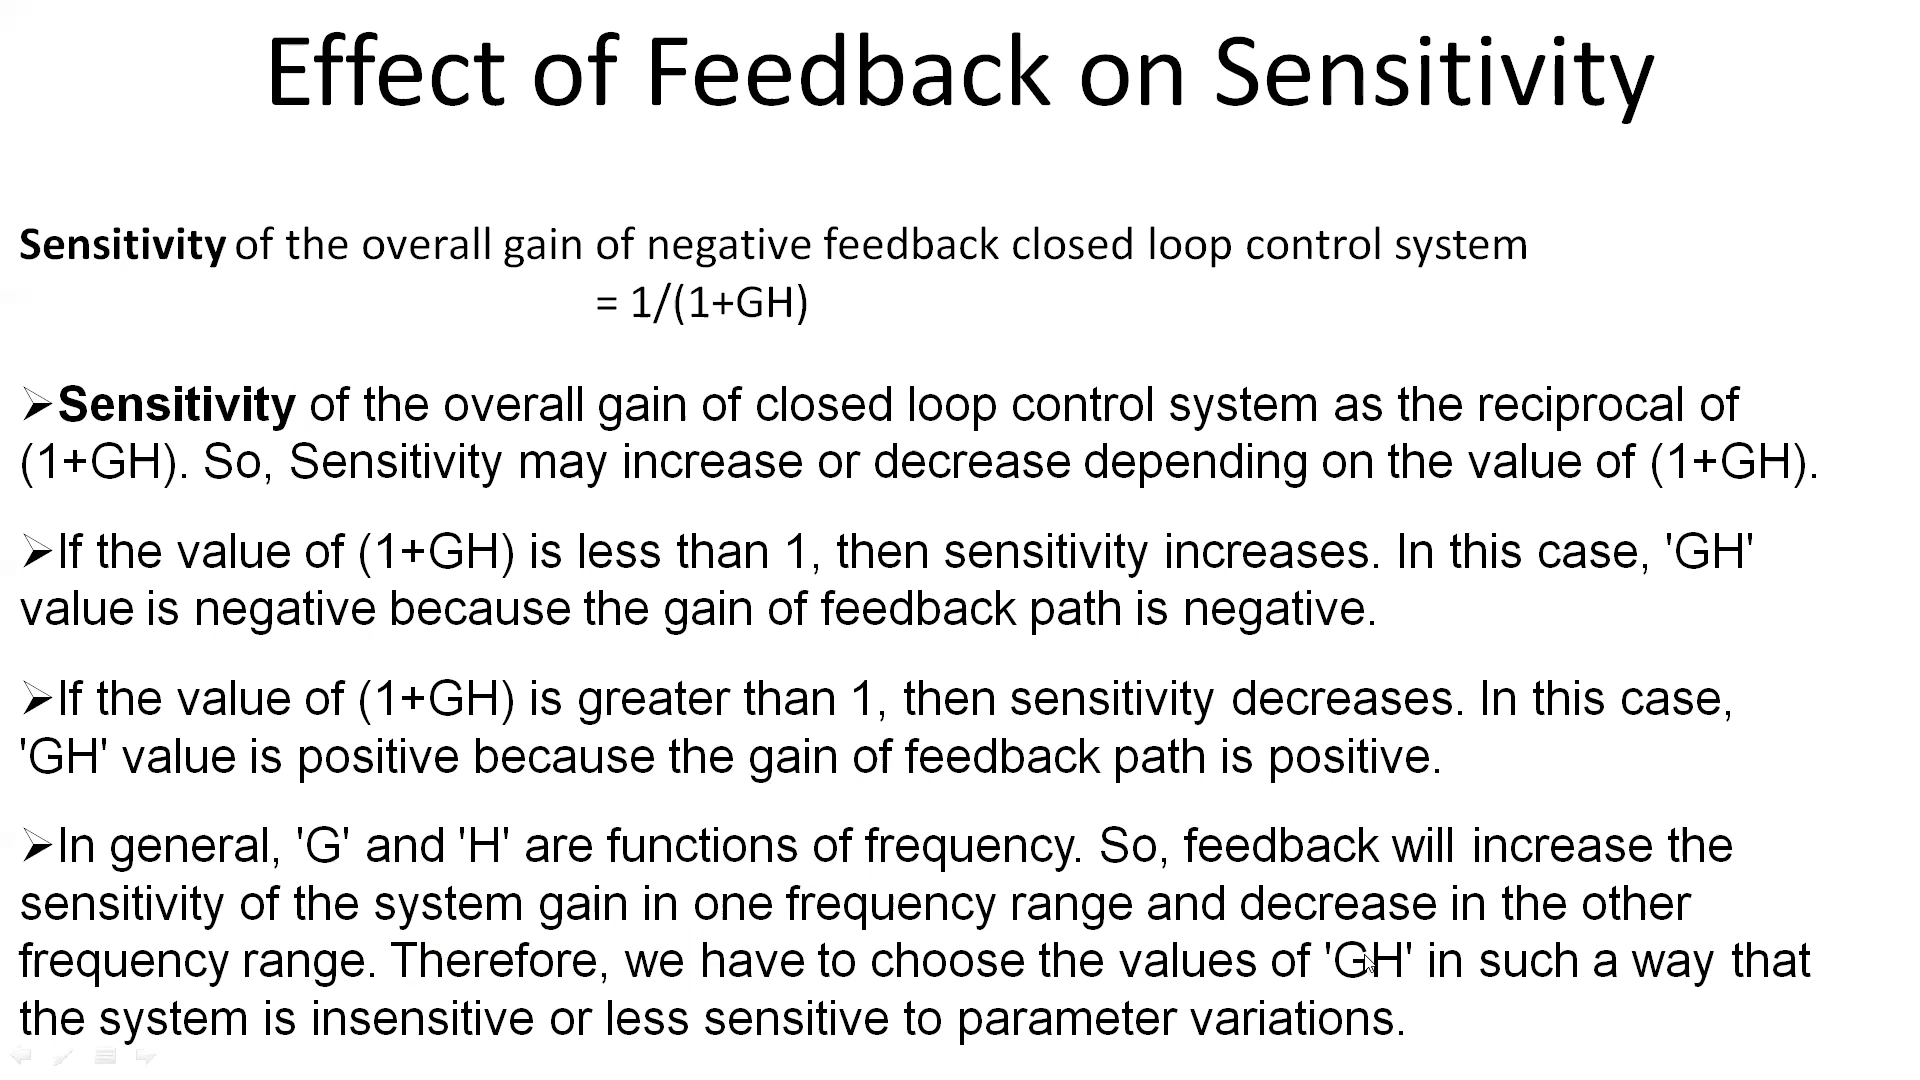 Effect of Feedback on Sensitivity
Sensitivity of the overall gain of negative feedback closed loop control system
= 1/(1+GH)
➢Sensitivity of the overall gain of closed loop control system as the reciprocal of
(1+GH). So, Sensitivity may increase or decrease depending on the value of (1+GH).
➢If the value of (1+GH) is less than 1, then sensitivity increases. In this case, 'GH'
value is negative because the gain of feedback path is negative.
➢If the value of (1+GH) is greater than 1, then sensitivity decreases. In this case,
'GH' value is positive because the gain of feedback path is positive.
➢In general, 'G' and 'H' are functions of frequency. So, feedback will increase the
sensitivity of the system gain in one frequency range and decrease in the other
frequency range. Therefore, we have to choose the values of 'GH' in such a way that
the system is insensitive or less sensitive to parameter variations.